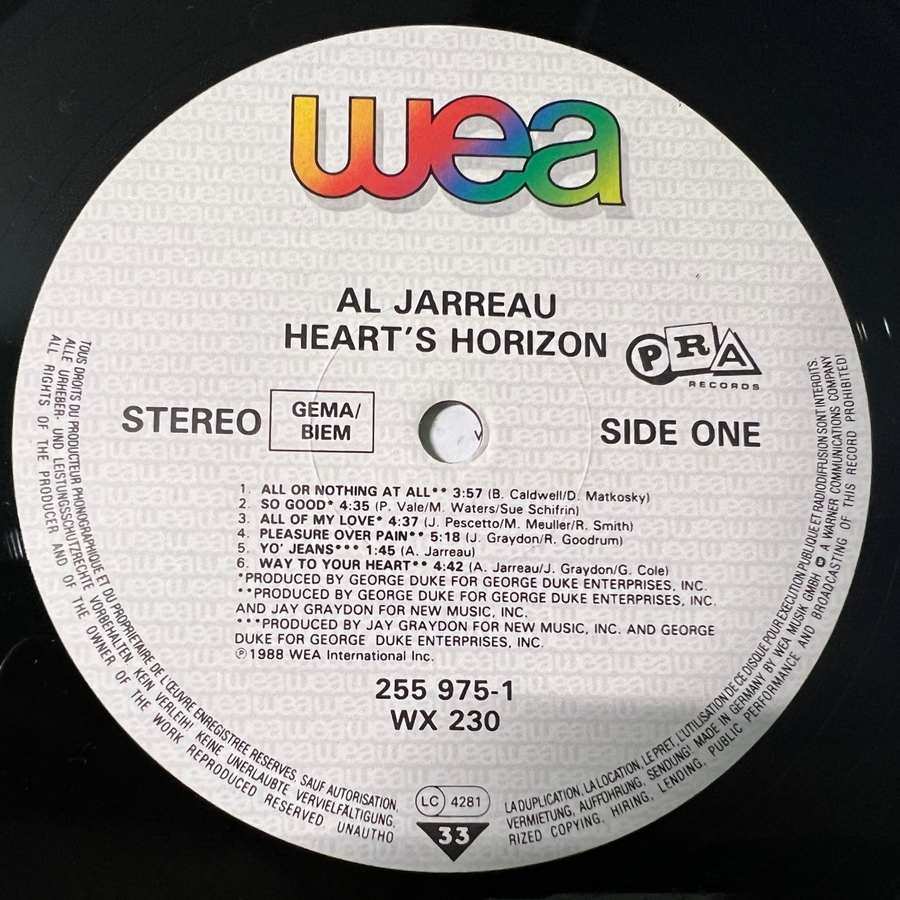 wea
AL JARREAU
HEART'S HORIZON
PRA
RECORDS
STEREO
GEMA/
BIEM
SIDE ONE
1. ALL OR NOTHING AT ALL** 3:57 (B. Caldwell/D. Matkosky)
2. SO GOOD* 4:35 (P. Vale/M. Waters/Sue Schifrin)
3. ALL OF MY LOVE* 4:37 (J. Pescetto/M. Meuller/R. Smith)
4. PLEASURE OVER PAIN** 5:18 (J. Graydon/R. Goodrum)
5. YO' JEANS*** 1:45 (A. Jarreau)
6. WAY TO YOUR HEART** 4:42 (A. Jarreau/J. Graydon/G. Cole)
*PRODUCED BY GEORGE DUKE FOR GEORGE DUKE ENTERPRISES, INC.
**PRODUCED BY GEORGE DUKE FOR GEORGE DUKE ENTERPRISES, INC.
AND JAY GRAYDON FOR NEW MUSIC, INC.
***PRODUCED BY JAY GRAYDON FOR NEW MUSIC, INC. AND GEORGE
DUKE FOR GEORGE DUKE ENTERPRISES, INC.
℗1988 WEA International Inc.
255 975-1
WX 230
LC 4281
33
TOUS DROITS DU PRODUCTEUR PHONOGRAPHIQUE ET DU PROPRIETAIRE DE L'ŒUVRE ENREGISTREE RESERVES. SAUF AUTORISATION
ALLE URHEBER- UND LEISTUNGSSCHUTZRECHTE VORBEHALTEN. KEIN VERLEIH! KEINE UNERLAUBTE VERVIELFÄLTIGUNG,
ALL RIGHTS OF THE PRODUCER AND OF THE OWNER OF THE WORK REPRODUCED RESERVED. UNAUTHO
LA DUPLICATION, LA LOCATION, LE PRET, L'UTILISATION DE CE DISQUE POUR EXECUTION PUBLIQUE ET RADIODIFFUSION SONT INTERDITS.
VERMIETUNG, AUFFÜHRUNG, SENDUNG! MADE IN GERMANY BY WEA MUSIK GMBH A WARNER COMMUNICATIONS COMPANY
RIZED COPYING, HIRING, LENDING, PUBLIC PERFORMANCE AND BROADCASTING OF THIS RECORD PROHIBITED!